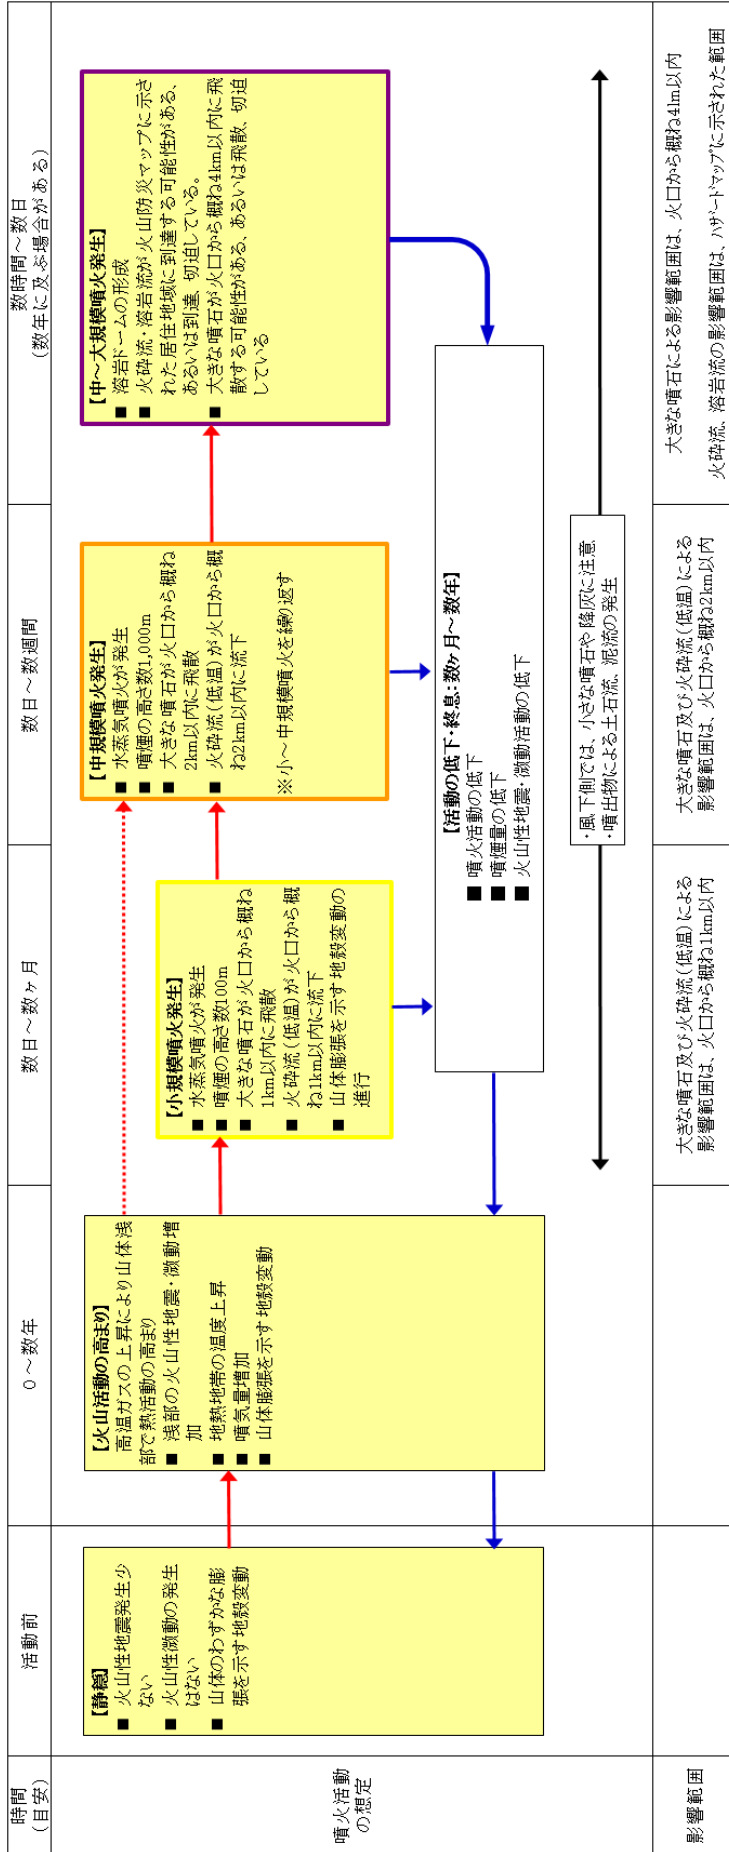 時間
(目安)
活動前
０～数年
数日～数ヶ月
数日～数週間
数時間～数日
(数年に及ぶ場合がある)
噴火活動
の想定
【静穏】
■ 火山性地震発生少
ない
■ 火山性微動の発生
はない
■ 山体のわずかな膨
張を示す地殻変動
【火山活動の高まり】
高温ガスの上昇により山体浅
部で熱活動の高まり
■ 浅部の火山性地震・微動増
加
■ 地熱地帯の温度上昇
■ 噴気量増加
■ 山体膨張を示す地殻変動
【小規模噴火発生】
■ 水蒸気噴火が発生
■ 噴煙の高さ数100m
■ 大きな噴石が火口から概ね
1km以内に飛散
■ 火砕流(低温)が火口から概
ね1km以内に流下
■ 山体膨張を示す地殻変動の
進行
【中規模噴火発生】
■ 水蒸気噴火が発生
■ 噴煙の高さ数1,000m
■ 大きな噴石が火口から概ね
2km以内に飛散
■ 火砕流(低温)が火口から概
ね2km以内に流下
※小～中規模噴火を繰り返す
【中～大規模噴火発生】
■ 溶岩ドームの形成
■ 火砕流・溶岩流が火山防災マップに示さ
れた居住地域に到達する可能性がある、
あるいは到達、切迫している。
■ 大きな噴石が火口から概ね4km以内に飛
散する可能性がある、あるいは飛散、切迫
している
【活動の低下・終息：数ヶ月～数年】
■ 噴火活動の低下
■ 噴煙量の低下
■ 火山性地震・微動活動の低下
・風下側では、小さな噴石や降灰に注意
・噴出物による土石流、泥流の発生
影響範囲
大きな噴石及び火砕流(低温)による
影響範囲は、火口から概ね1km以内
大きな噴石及び火砕流(低温)による
影響範囲は、火口から概ね2km以内
大きな噴石による影響範囲は、火口から概ね4km以内
火砕流、溶岩流の影響範囲は、ハザードマップに示された範囲